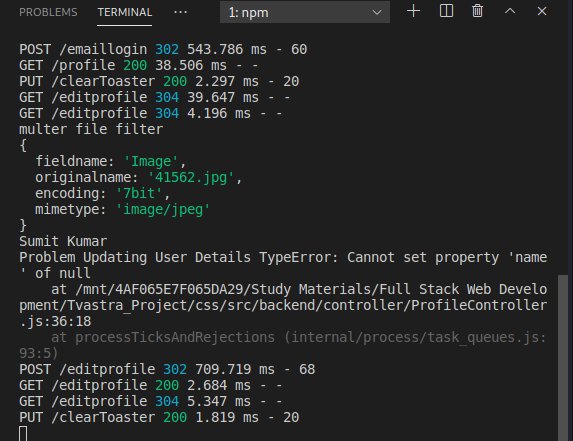 PROBLEMS TERMINAL ··· 1: npm
POST /emaillogin 302 543.786 ms - 60
GET /profile 200 38.506 ms - -
PUT /clearToaster 200 2.297 ms - 20
GET /editprofile 304 39.647 ms - -
GET /editprofile 304 4.196 ms - -
multer file filter
{
  fieldname: 'Image',
  originalname: '41562.jpg',
  encoding: '7bit',
  mimetype: 'image/jpeg'
}
Sumit Kumar
Problem Updating User Details TypeError: Cannot set property 'name
' of null
    at /mnt/4AF065E7F065DA29/Study Materials/Full Stack Web Develo
pment/Tvastra_Project/css/src/backend/controller/ProfileController
.js:36:18
    at processTicksAndRejections (internal/process/task_queues.js:
93:5)
POST /editprofile 302 709.719 ms - 68
GET /editprofile 200 2.684 ms - -
GET /editprofile 304 5.347 ms - -
PUT /clearToaster 200 1.819 ms - 20